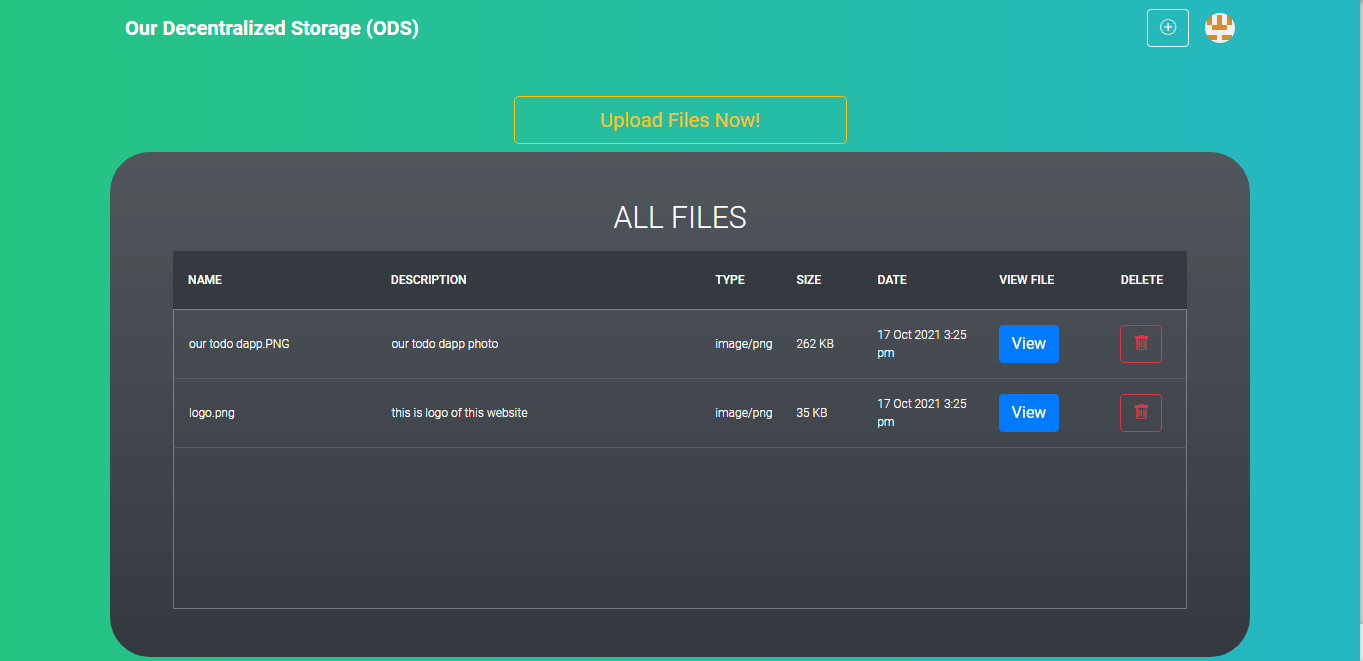 Our Decentralized Storage (ODS)
Upload Files Now!
ALL FILES
NAME DESCRIPTION TYPE SIZE DATE VIEW FILE DELETE
our todo dapp.PNG our todo dapp photo image/png 262 KB 17 Oct 2021 3:25
pm View
logo.png this is logo of this website image/png 35 KB 17 Oct 2021 3:25
pm View